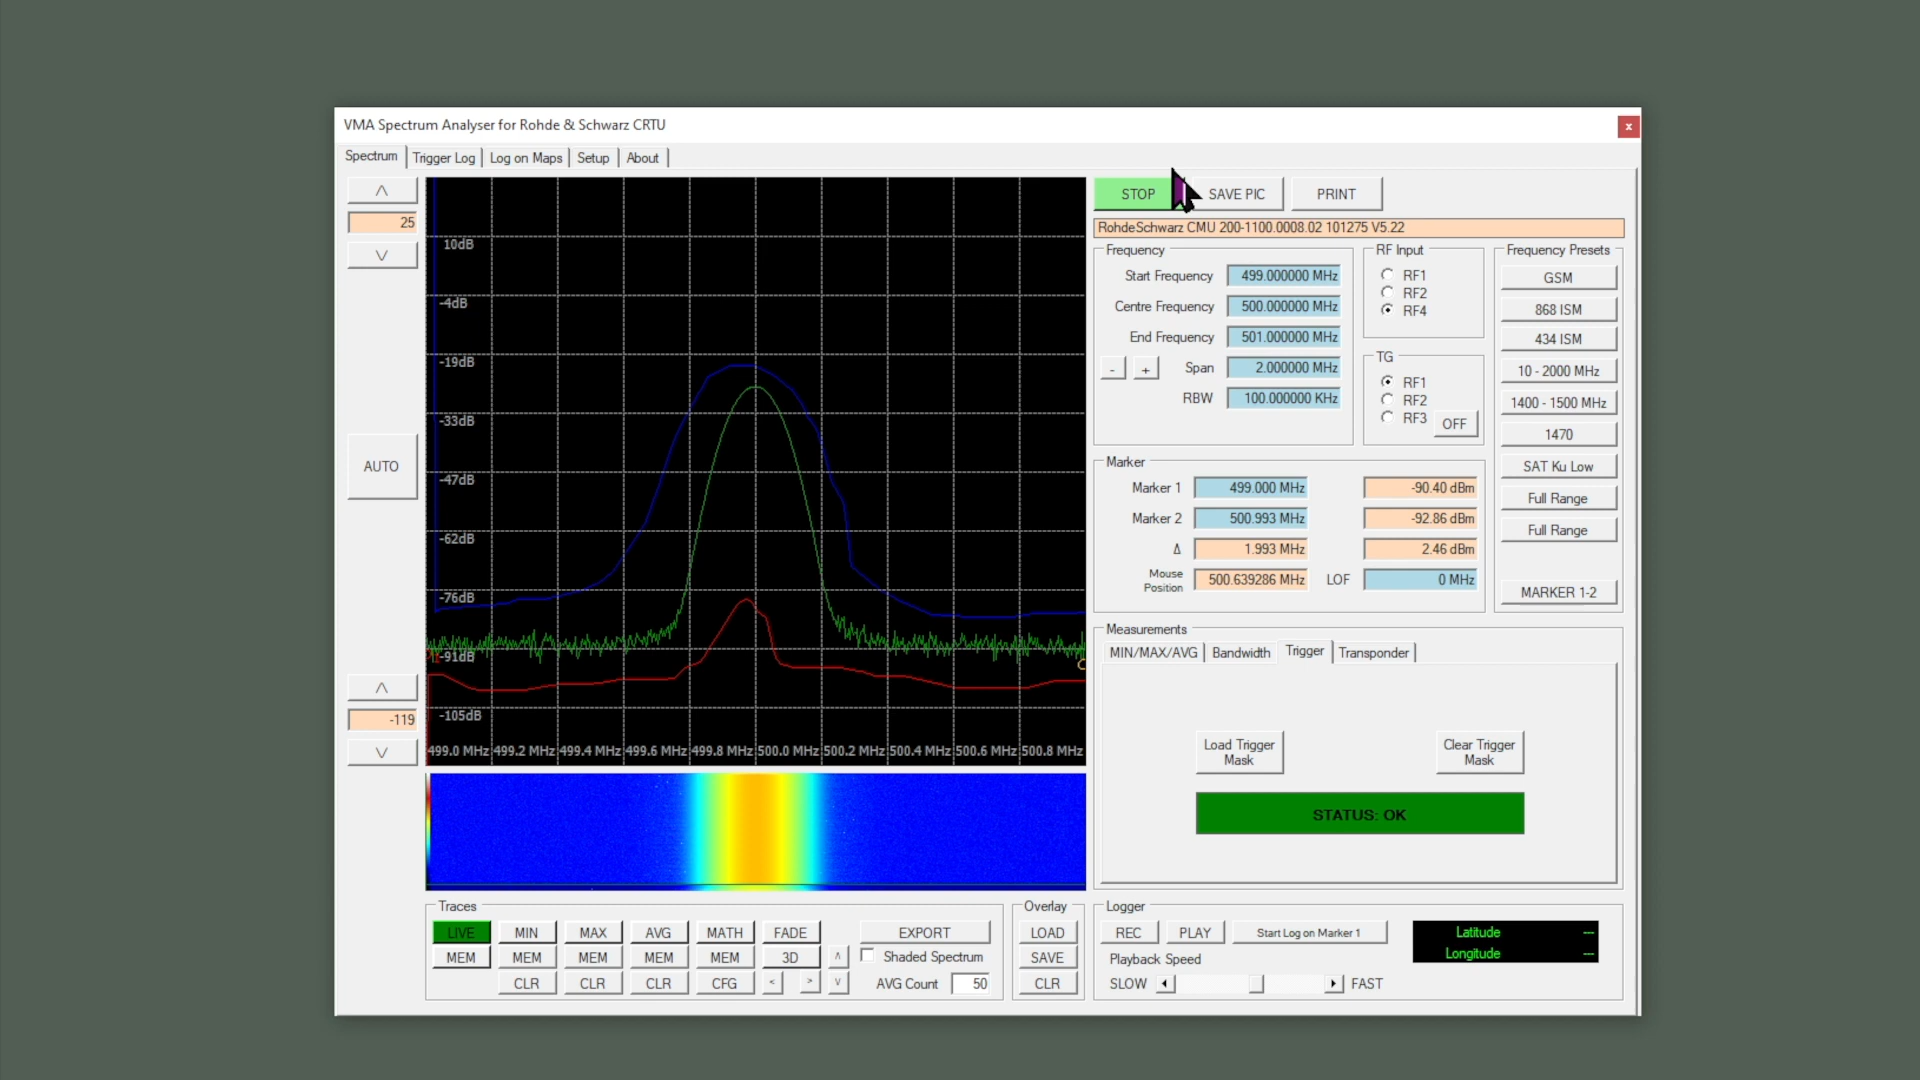 VMA Spectrum Analyser for Rohde & Schwarz CRTU
x
Spectrum Trigger Log Log on Maps Setup About
25
AUTO
-119
10dB
-4dB
-19dB
-33dB
-47dB
-62dB
-76dB
-91dB
-105dB
499.0 MHz 499.2 MHz 499.4 MHz 499.6 MHz 499.8 MHz 500.0 MHz 500.2 MHz 500.4 MHz 500.6 MHz 500.8 MHz
STOP SAVE PIC PRINT
RohdeSchwarz CMU 200-1100.0008.02 101275 V5.22
Frequency
Start Frequency 499.000000 MHz
Centre Frequency 500.000000 MHz
End Frequency 501.000000 MHz
- + Span 2.000000 MHz
RBW 100.000000 KHz
RF Input
RF1
RF2
RF4
TG
RF1
RF2
RF3 OFF
Frequency Presets
GSM
868 ISM
434 ISM
10 - 2000 MHz
1400 - 1500 MHz
1470
SAT Ku Low
Full Range
Full Range
MARKER 1-2
Marker
Marker 1 499.000 MHz -90.40 dBm
Marker 2 500.993 MHz -92.86 dBm
Δ 1.993 MHz 2.46 dBm
Mouse
Position 500.639286 MHz LOF 0 MHz
Measurements
MIN/MAX/AVG Bandwidth Trigger Transponder
Load Trigger
Mask
Clear Trigger
Mask
STATUS: OK
Traces
LIVE MIN MAX AVG MATH FADE EXPORT
MEM MEM MEM MEM MEM 3D ^ Shaded Spectrum
CLR CLR CLR CFG < > v AVG Count 50
Overlay
LOAD
SAVE
CLR
Logger
REC PLAY Start Log on Marker 1
Playback Speed
SLOW FAST
Latitude ---
Longitude ---